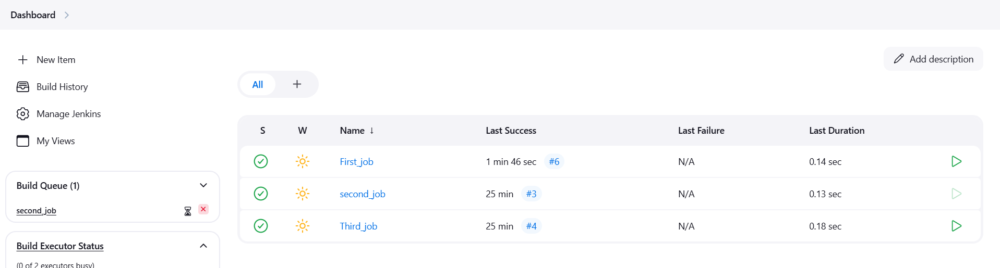 Dashboard
New Item
Build History
Manage Jenkins
My Views
Build Queue (1)
second_job
Build Executor Status
(0 of 2 executors busy)
Add description
All
S W Name ↓ Last Success Last Failure Last Duration
First_job 1 min 46 sec #6 N/A 0.14 sec
second_job 25 min #3 N/A 0.13 sec
Third_job 25 min #4 N/A 0.18 sec